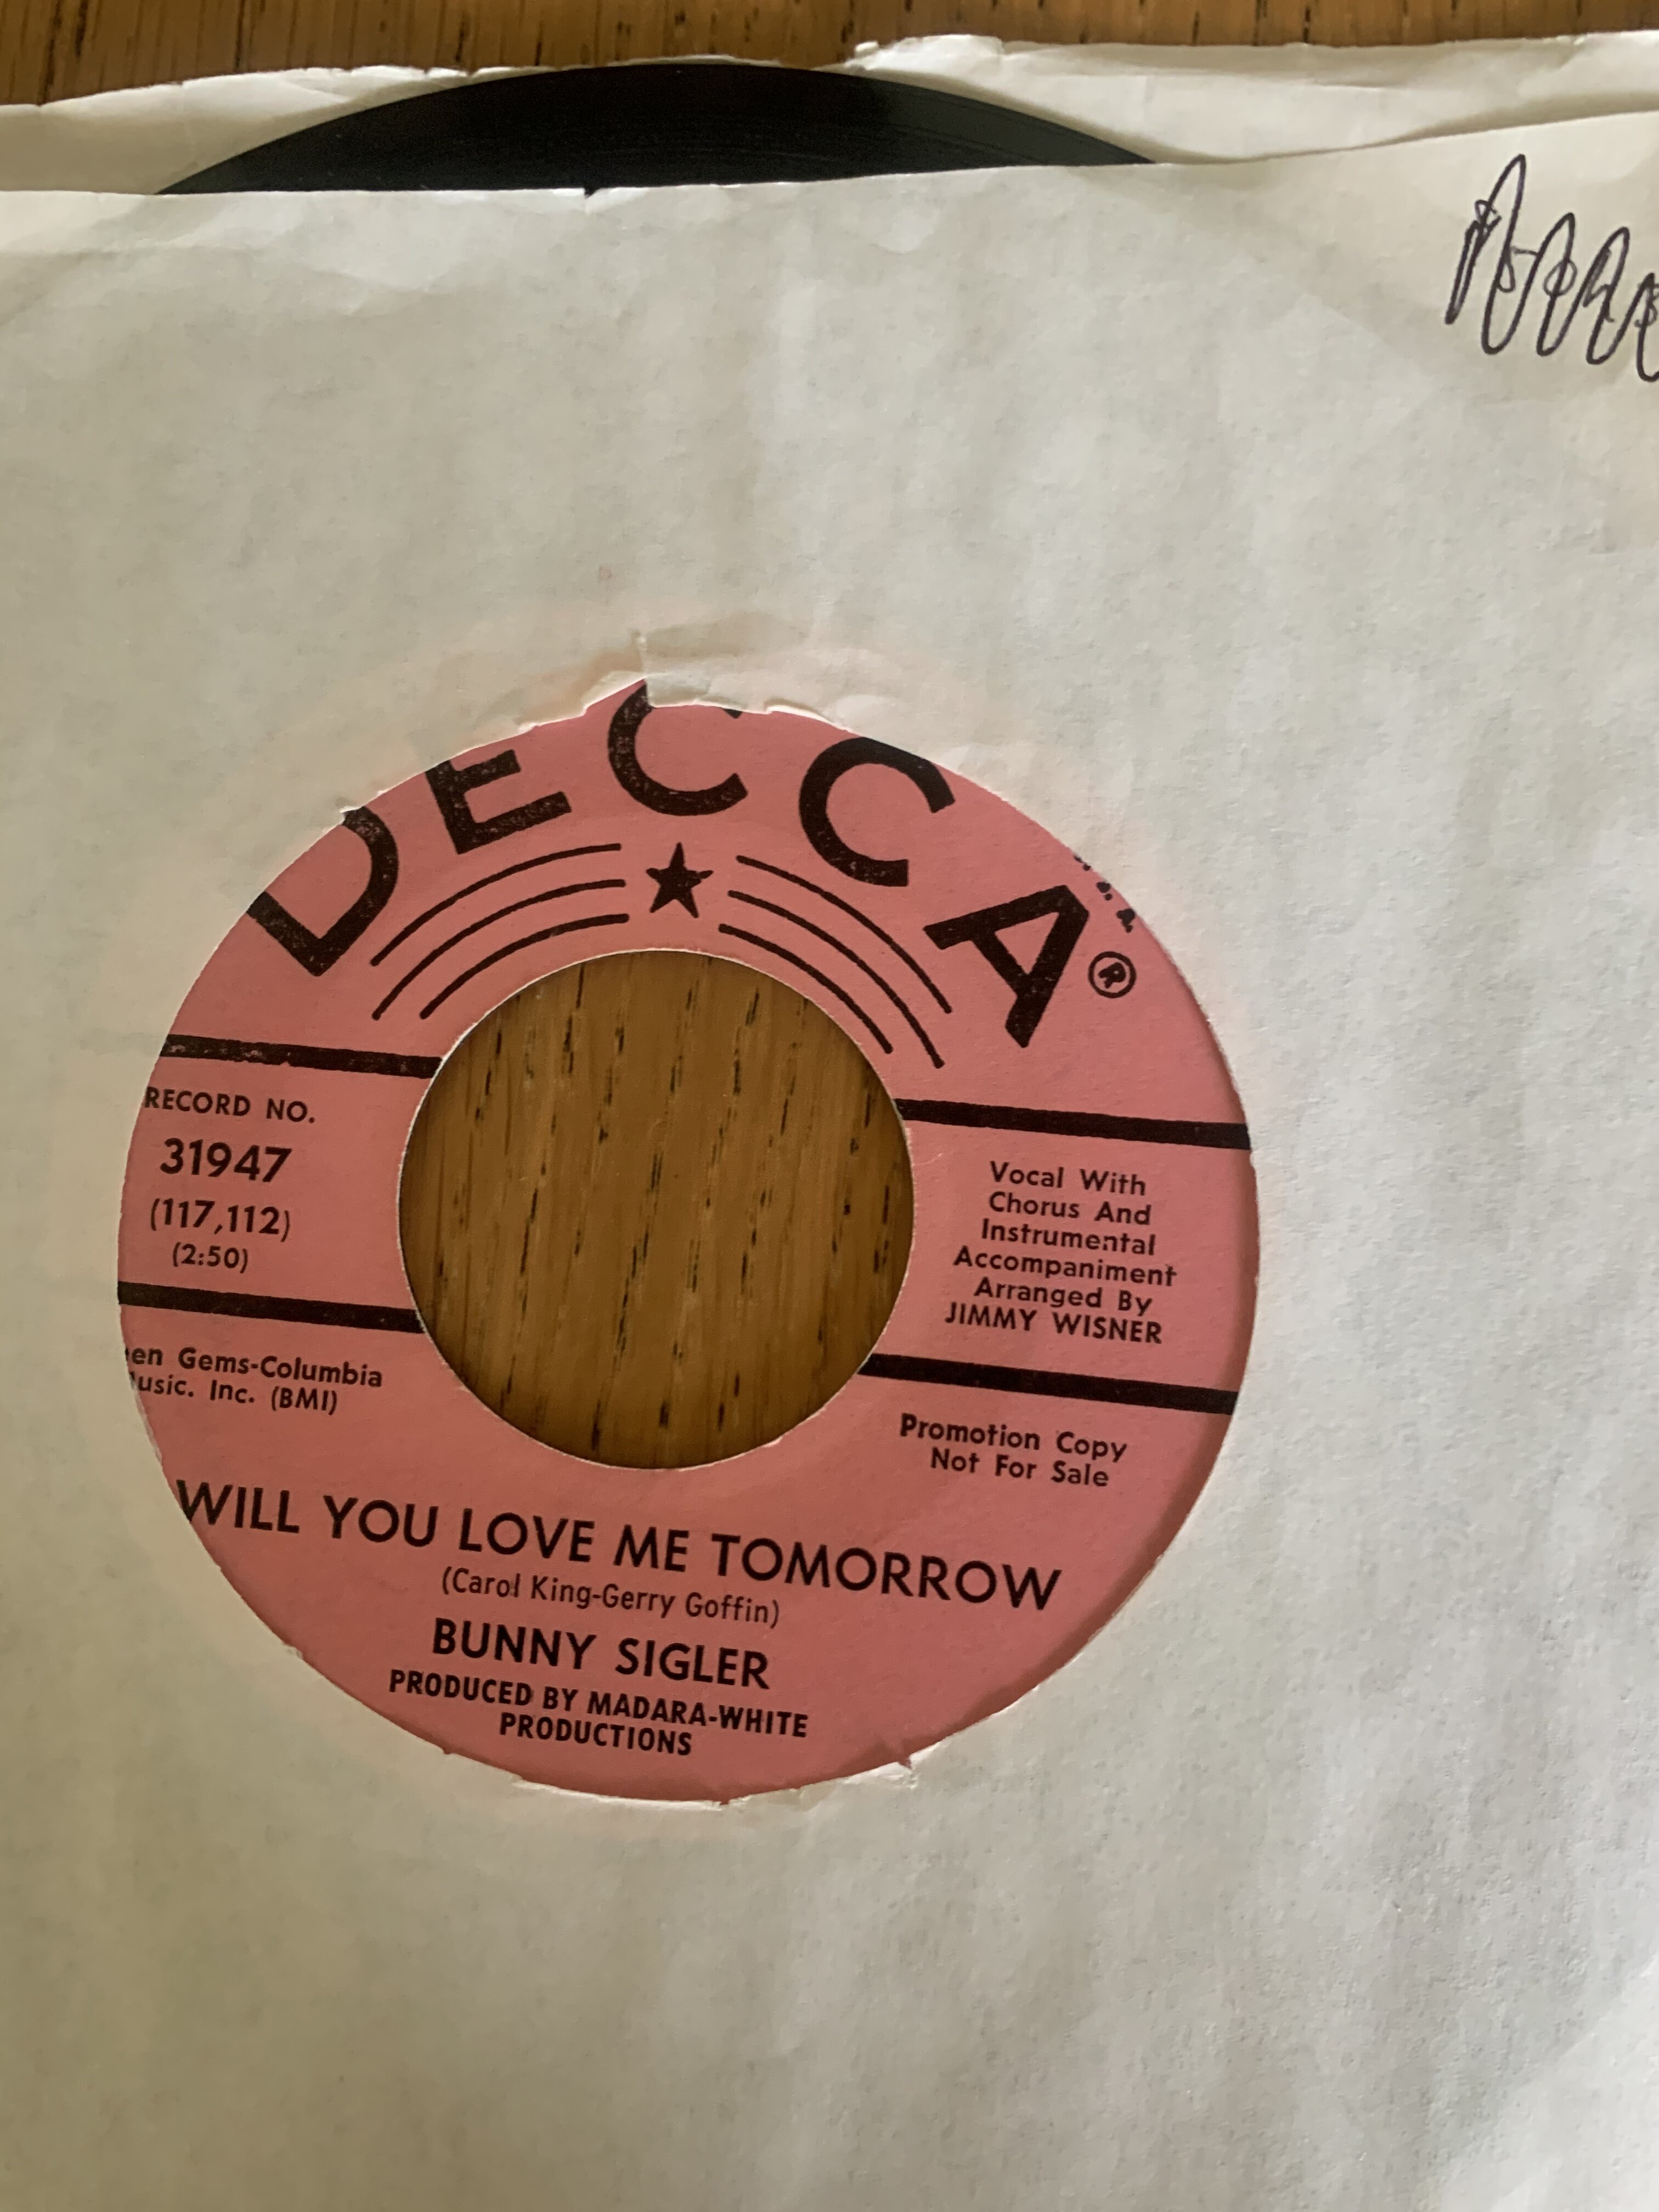 DECCA®
RECORD NO.
31947
(117,112)
(2:50)
Vocal With
Chorus And
Instrumental
Accompaniment
Arranged By
JIMMY WISNER
Gems-Columbia
Inc. (BMI)
Promotion Copy
Not For Sale
WILL YOU LOVE ME TOMORROW
(Carol King-Gerry Goffin)
BUNNY SIGLER
PRODUCED BY MADARA-WHITE
PRODUCTIONS